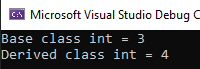 Microsoft Visual Studio Debug C
Base class int = 3
Derived class int = 4